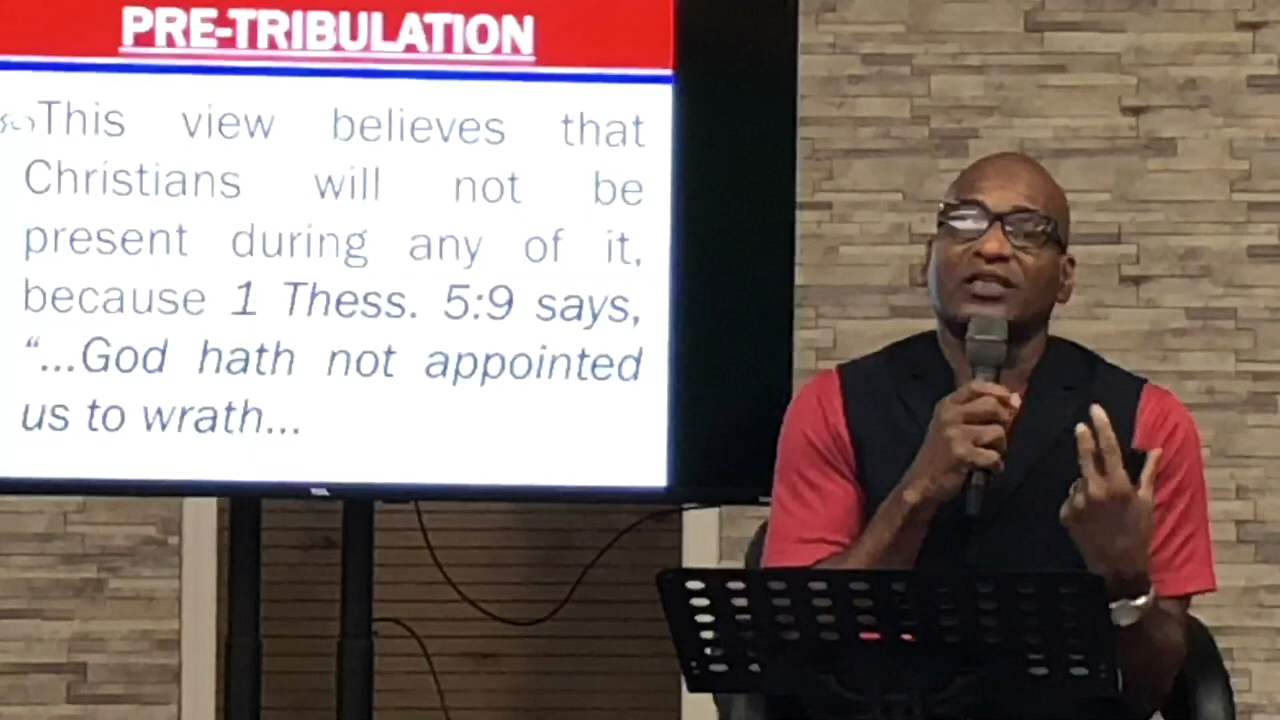 PRE-TRIBULATION
This view believes that
Christians will not be
present during any of it,
because 1 Thess. 5:9 says,
“...God hath not appointed
us to wrath...